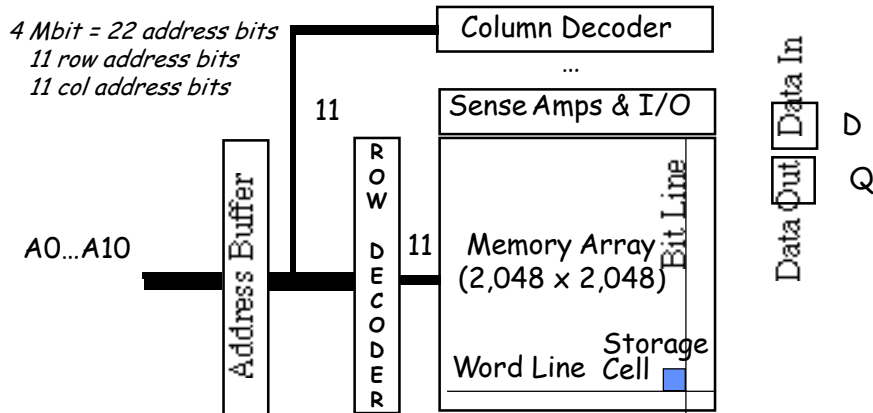 4 Mbit = 22 address bits
11 row address bits
11 col address bits
Column Decoder
...
Sense Amps & I/O
11
Data In
D
Data Out
Q
Address Buffer
ROW DECODER
A0...A10
11
Memory Array
(2,048 x 2,048)
Bit Line
Word Line
Storage
Cell